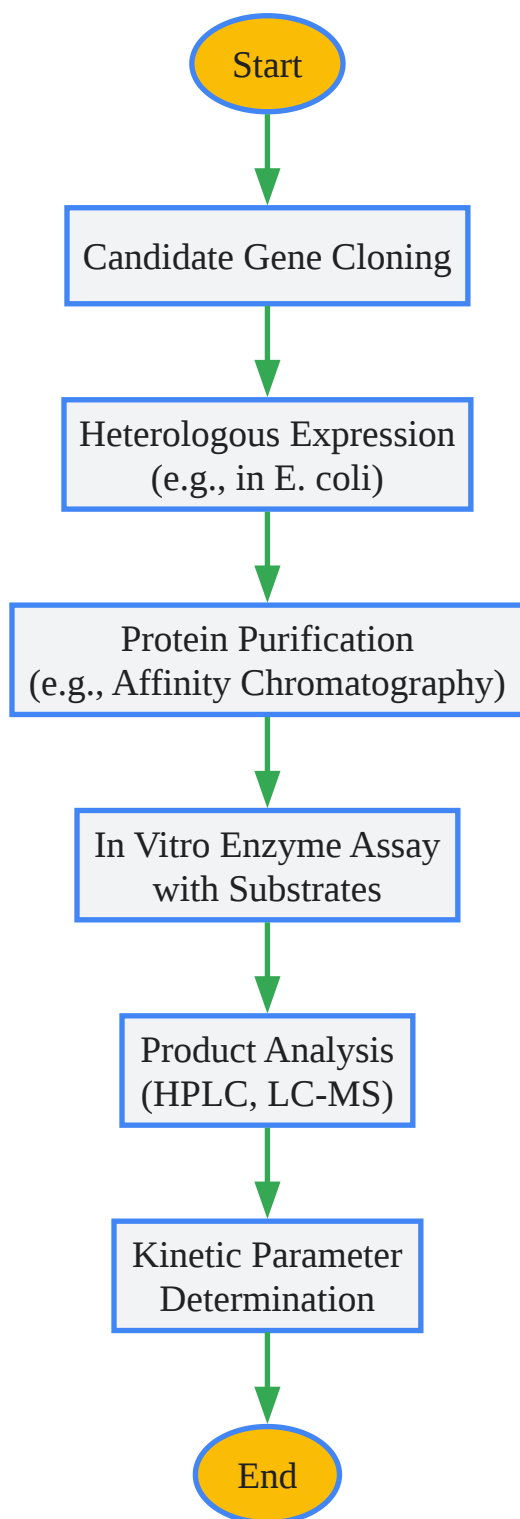 Start
Candidate Gene Cloning
Heterologous Expression
(e.g., in E. coli)
Protein Purification
(e.g., Affinity Chromatography)
In Vitro Enzyme Assay
with Substrates
Product Analysis
(HPLC, LC-MS)
Kinetic Parameter
Determination
End